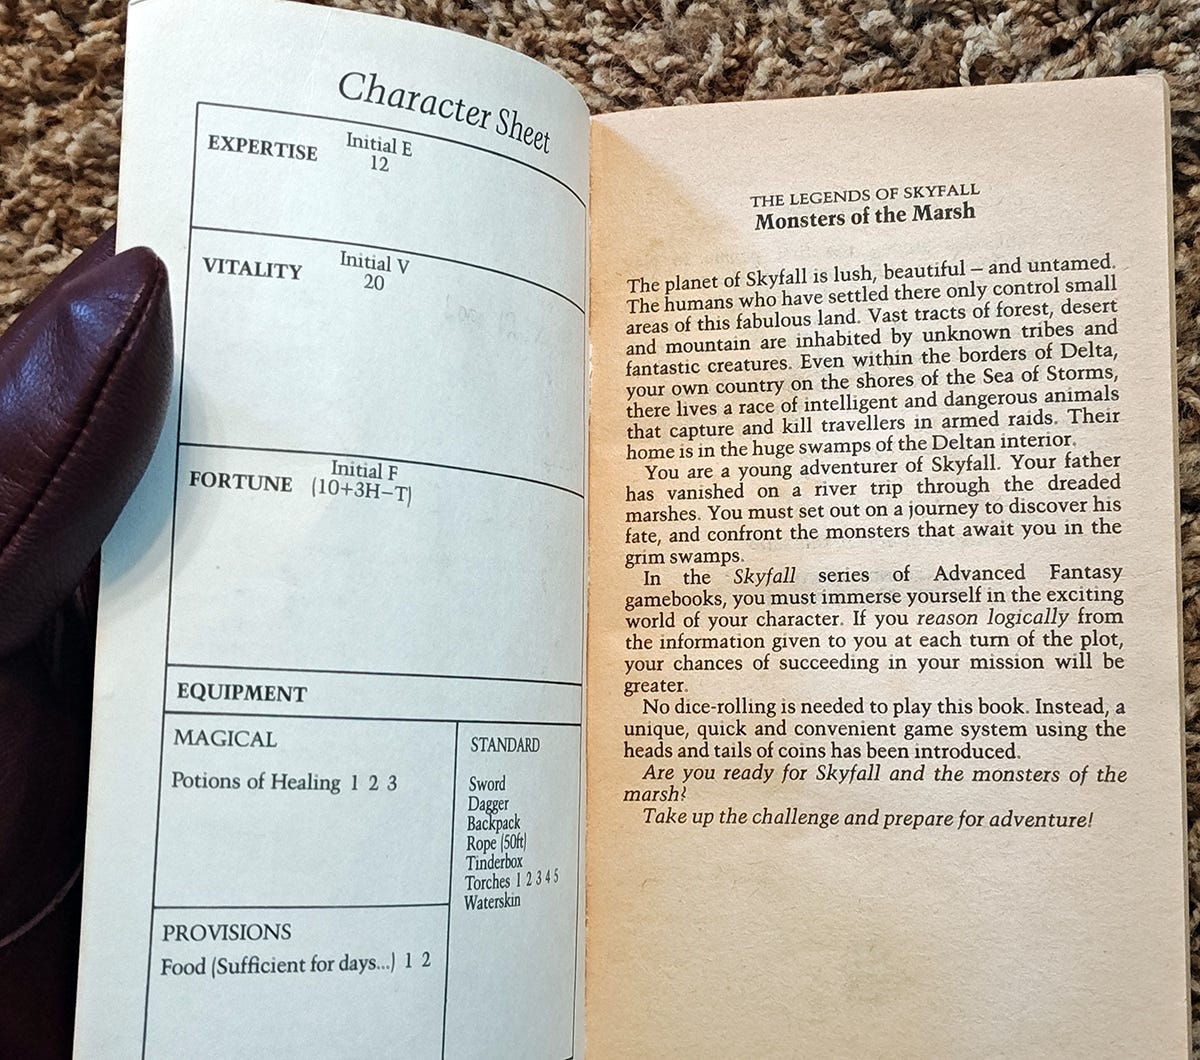 Character Sheet
EXPERTISE
Initial E
12
VITALITY
Initial V
20
FORTUNE
Initial F
(10+3H–T)
EQUIPMENT
MAGICAL
Potions of Healing 1 2 3
STANDARD
Sword
Dagger
Backpack
Rope (50ft)
Tinderbox
Torches 1 2 3 4 5
Waterskin
PROVISIONS
Food (Sufficient for days...) 1 2
THE LEGENDS OF SKYFALL
Monsters of the Marsh
The planet of Skyfall is lush, beautiful – and untamed.
The humans who have settled there only control small
areas of this fabulous land. Vast tracts of forest, desert
and mountain are inhabited by unknown tribes and
fantastic creatures. Even within the borders of Delta,
your own country on the shores of the Sea of Storms,
there lives a race of intelligent and dangerous animals
that capture and kill travellers in armed raids. Their
home is in the huge swamps of the Deltan interior.
You are a young adventurer of Skyfall. Your father
has vanished on a river trip through the dreaded
marshes. You must set out on a journey to discover his
fate, and confront the monsters that await you in the
grim swamps.
In the Skyfall series of Advanced Fantasy
gamebooks, you must immerse yourself in the exciting
world of your character. If you reason logically from
the information given to you at each turn of the plot,
your chances of succeeding in your mission will be
greater.
No dice-rolling is needed to play this book. Instead, a
unique, quick and convenient game system using the
heads and tails of coins has been introduced.
Are you ready for Skyfall and the monsters of the
marsh?
Take up the challenge and prepare for adventure!